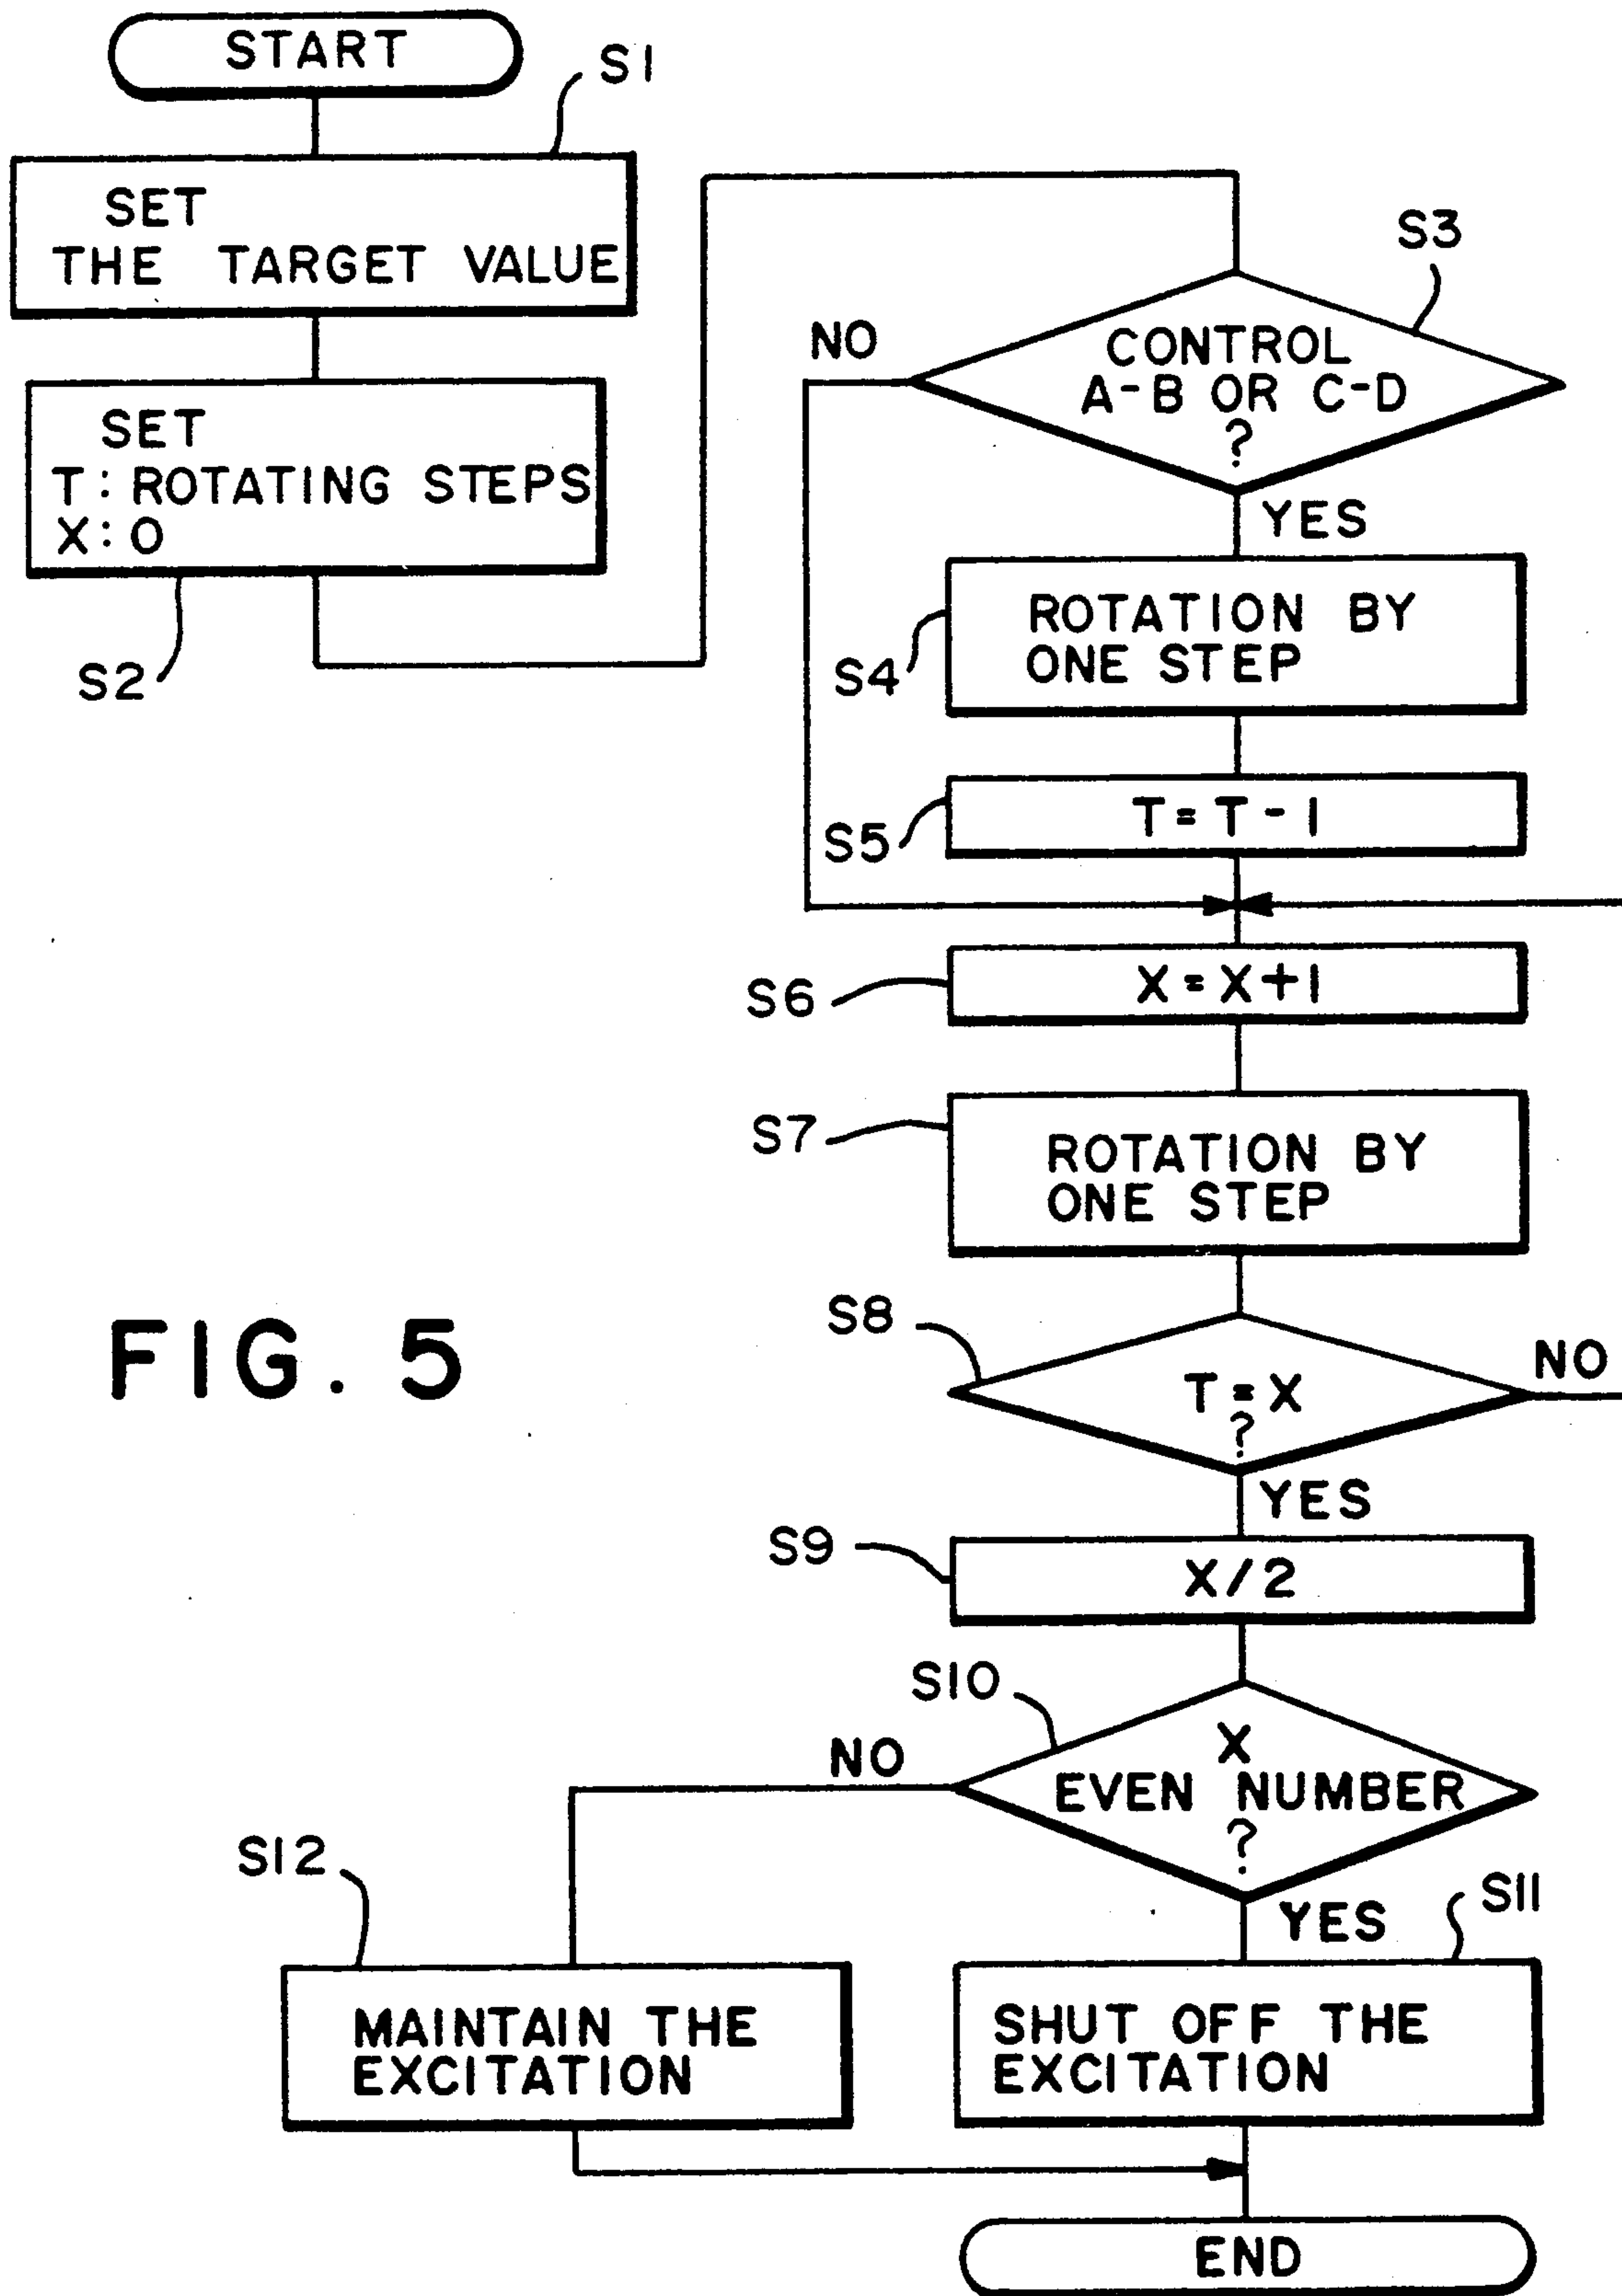 START
S1
SET
THE TARGET VALUE
SET
T : ROTATING STEPS
X : 0
S2
S3
NO
CONTROL
A-B OR C-D
?
YES
S4
ROTATION BY
ONE STEP
S5
T = T - 1
S6
X = X + 1
S7
ROTATION BY
ONE STEP
S8
T = X
?
NO
YES
FIG. 5
S9
X / 2
S10
X
EVEN NUMBER
?
NO
YES
S12
S11
MAINTAIN THE
EXCITATION
SHUT OFF THE
EXCITATION
END